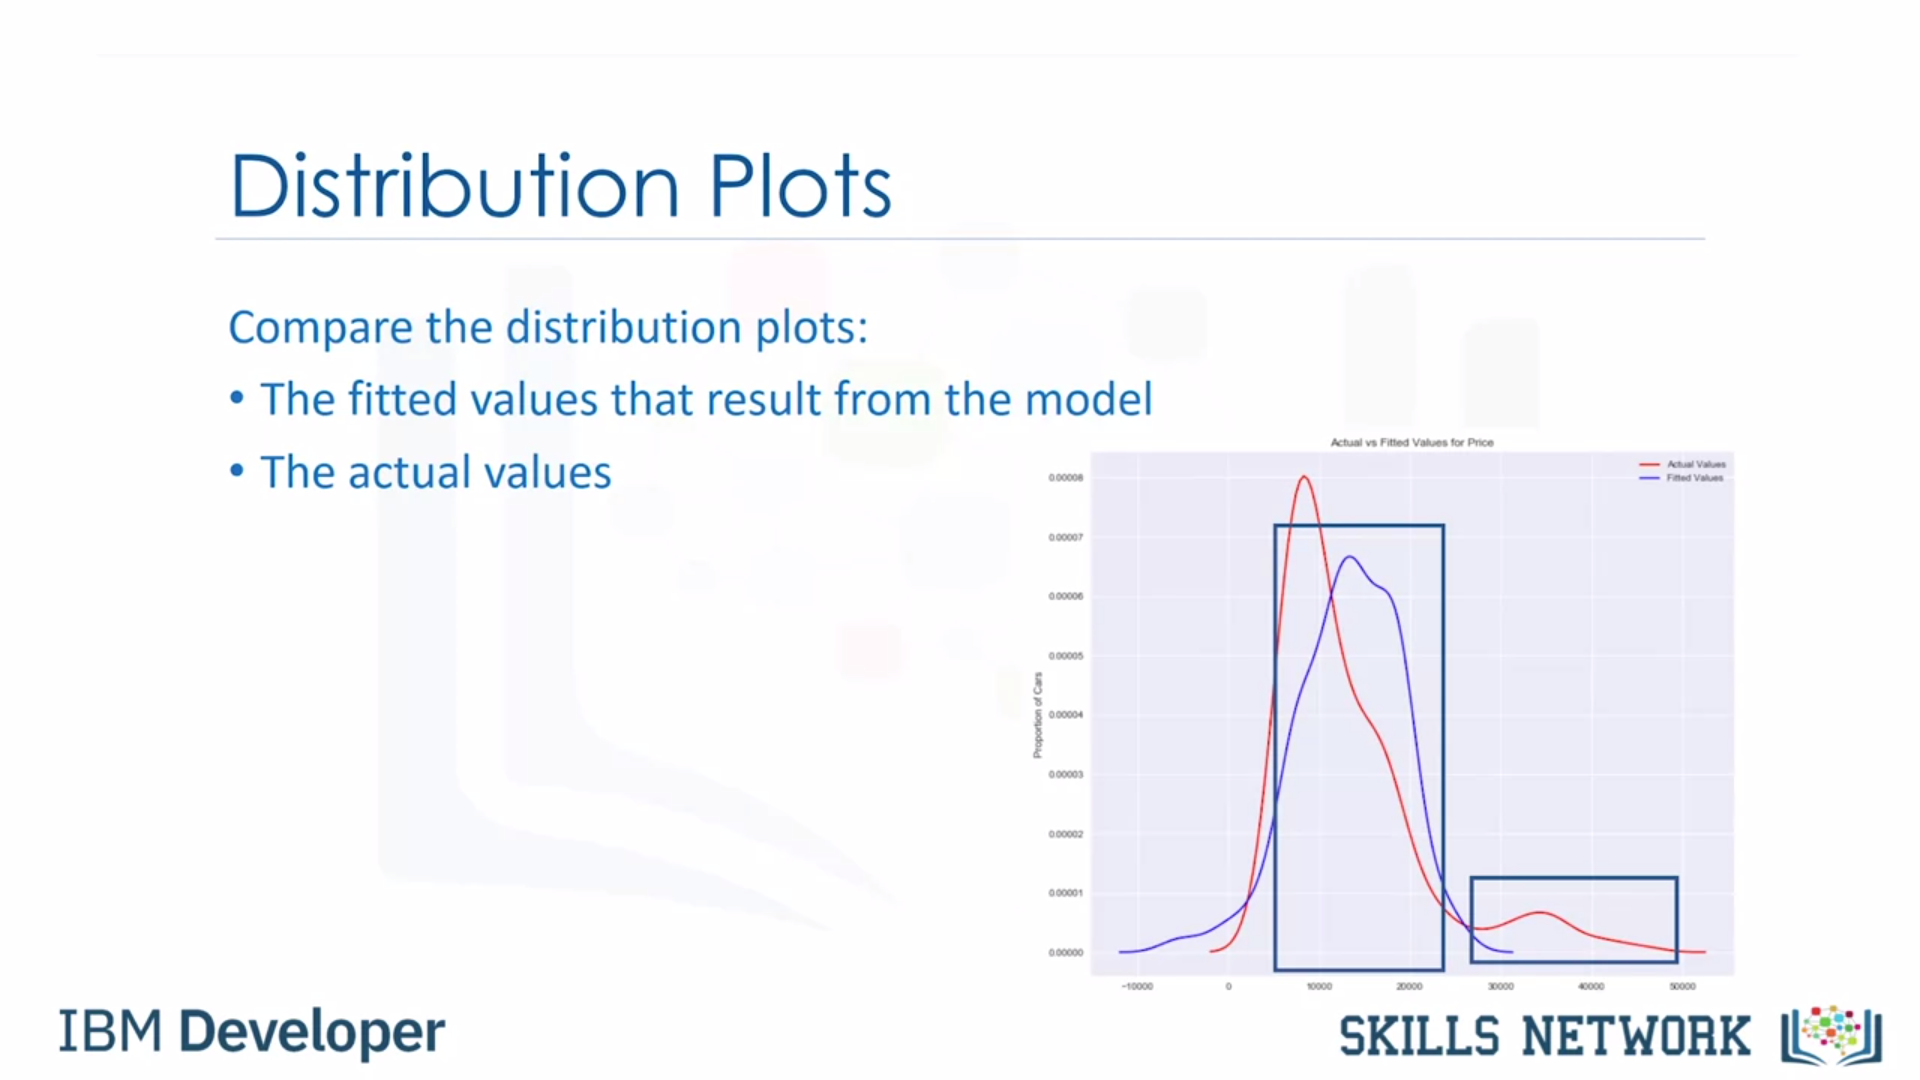 Distribution Plots
Compare the distribution plots:
• The fitted values that result from the model
• The actual values
Actual vs Fitted Values for Price
Actual Values
Fitted Values
Proportion of Cars
0.00008
0.00007
0.00006
0.00005
0.00004
0.00003
0.00002
0.00001
0.00000
−10000 0 10000 20000 30000 40000 50000
IBM Developer
SKILLS NETWORK